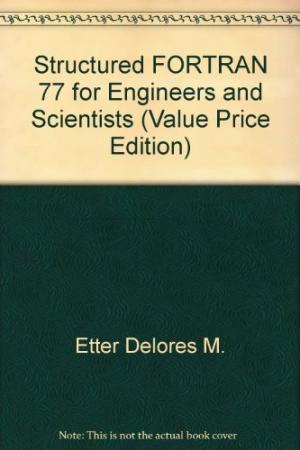 Structured FORTRAN
77 for Engineers and
Scientists (Value Price
Edition)
Etter Delores M.
Note: This is not the actual book cover